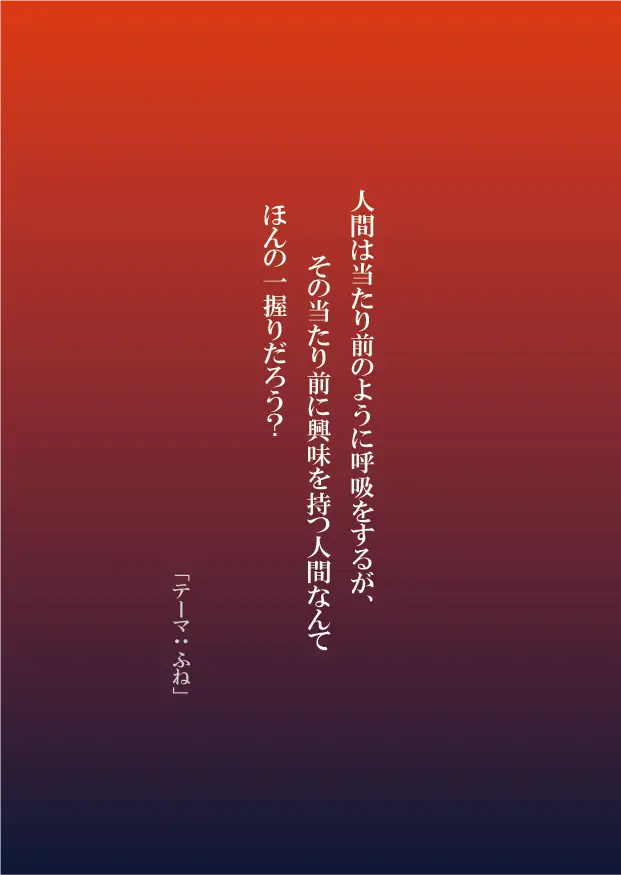 人間は当たり前のように呼吸をするが、
その当たり前に興味を持つ人間なんて
ほんの一握りだろう?
「テーマ:ふね」